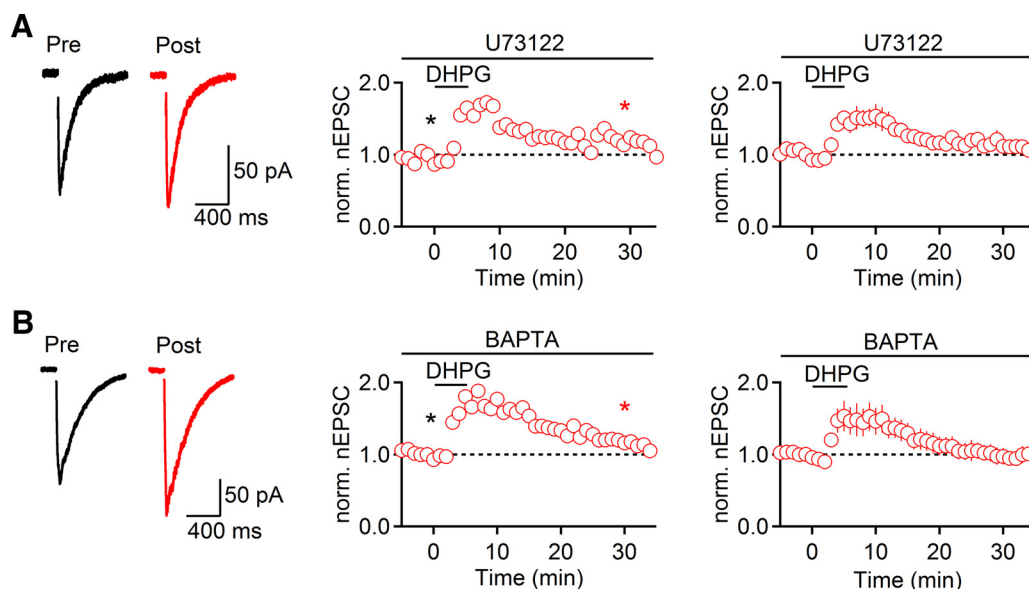 A
Pre
Post
50 pA
400 ms
U73122
DHPG
*
*
norm. nEPSC
2.0
1.0
0.0
0
10
20
30
Time (min)
U73122
DHPG
norm. nEPSC
2.0
1.0
0.0
0
10
20
30
Time (min)
B
Pre
Post
50 pA
400 ms
BAPTA
DHPG
*
*
norm. nEPSC
2.0
1.0
0.0
0
10
20
30
Time (min)
BAPTA
DHPG
norm. nEPSC
2.0
1.0
0.0
0
10
20
30
Time (min)